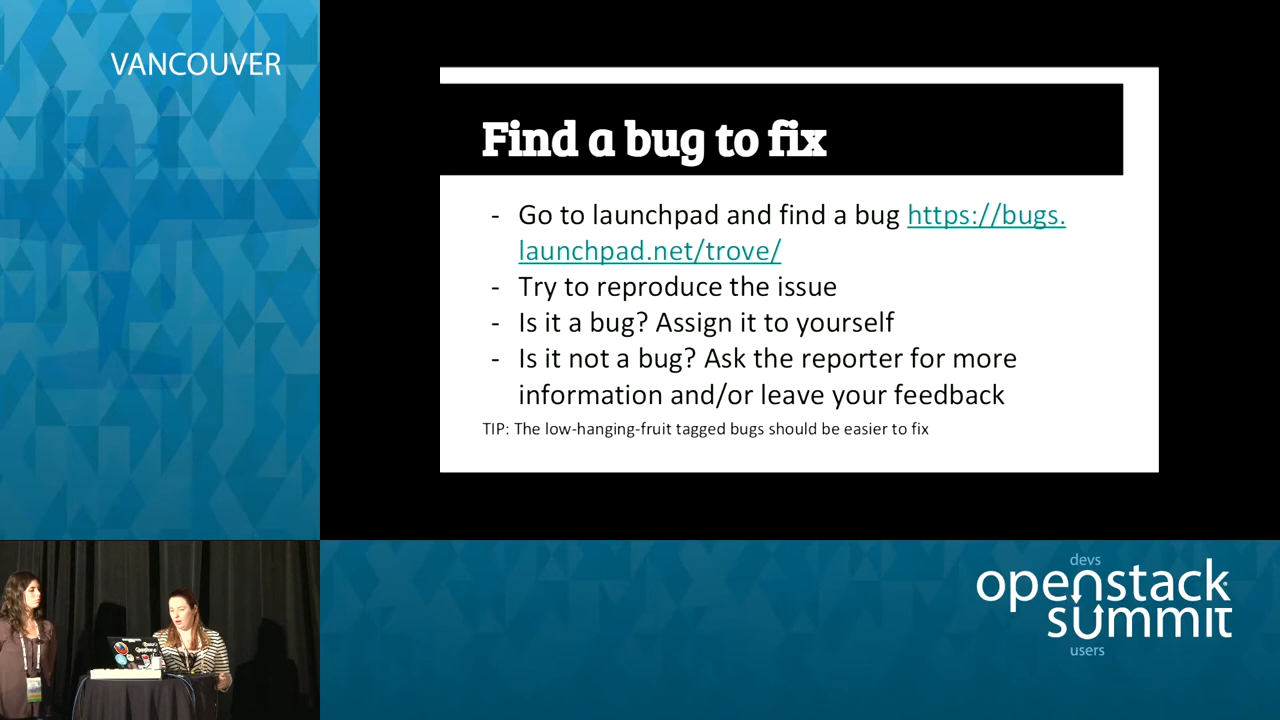 VANCOUVER
Find a bug to fix
- Go to launchpad and find a bug https://bugs.
launchpad.net/trove/
- Try to reproduce the issue
- Is it a bug? Assign it to yourself
- Is it not a bug? Ask the reporter for more
information and/or leave your feedback
TIP: The low-hanging-fruit tagged bugs should be easier to fix
devs
openstack
summit
users